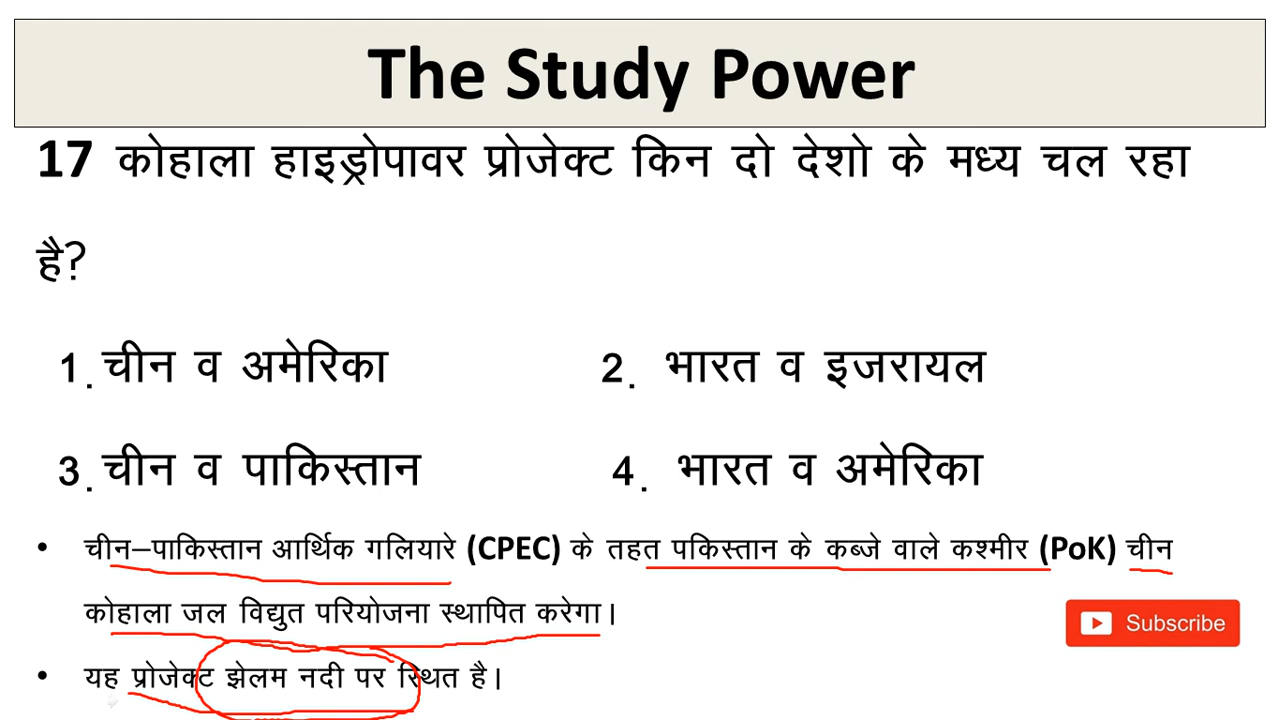 The Study Power
17 कोहाला हाइड्रोपावर प्रोजेक्ट किन दो देशो के मध्य चल रहा
है?
1. चीन व अमेरिका 2. भारत व इजरायल
3. चीन व पाकिस्तान 4. भारत व अमेरिका
• चीन–पाकिस्तान आर्थिक गलियारे (CPEC) के तहत पकिस्तान के कब्जे वाले कश्मीर (PoK) चीन
कोहाला जल विद्युत परियोजना स्थापित करेगा।
Subscribe
• यह प्रोजेक्ट झेलम नदी पर स्थित है।